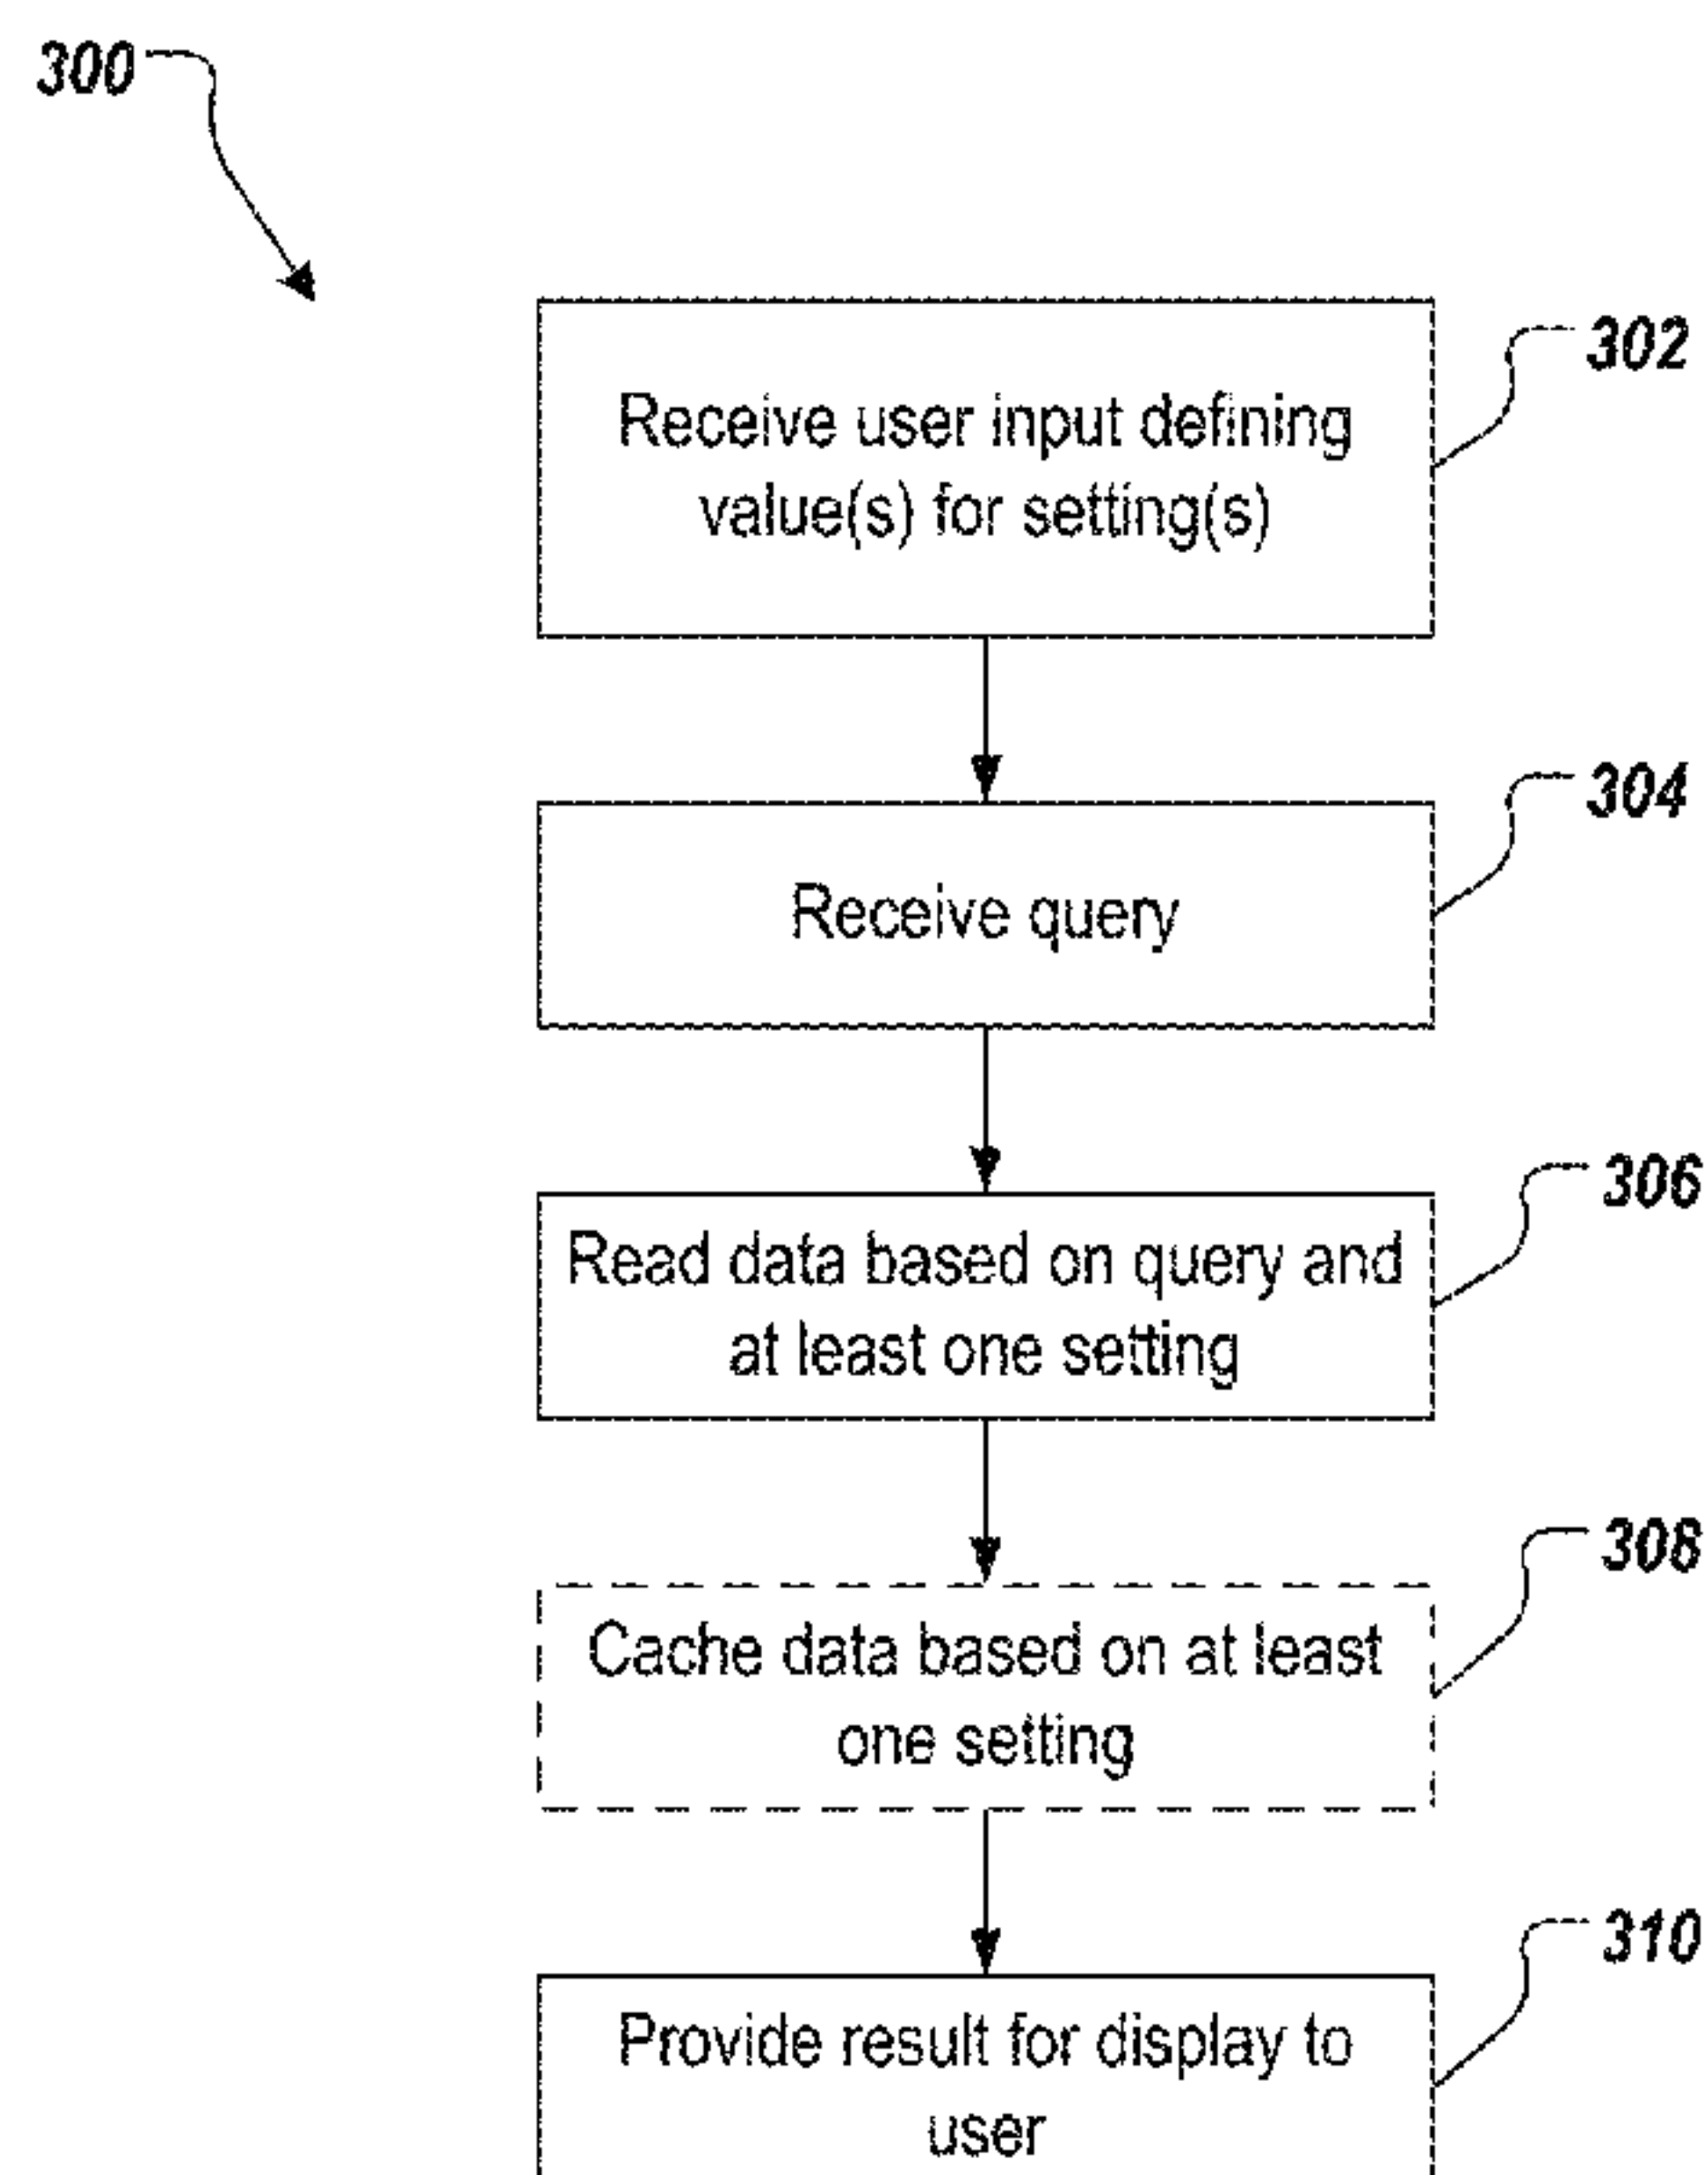 300
302
Receive user input defining
value(s) for setting(s)
304
Receive query
306
Read data based on query and
at least one setting
308
Cache data based on at least
one setting
310
Provide result for display to
user